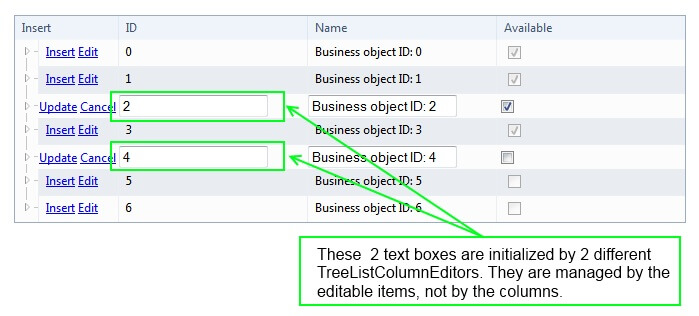 Insert ID Name Available
Insert Edit 0 Business object ID: 0
Insert Edit 1 Business object ID: 1
Update Cancel 2 Business object ID: 2
Insert Edit 3 Business object ID: 3
Update Cancel 4 Business object ID: 4
Insert Edit 5 Business object ID: 5
Insert Edit 6 Business object ID: 6
These 2 text boxes are initialized by 2 different
TreeListColumnEditors. They are managed by the
editable items, not by the columns.